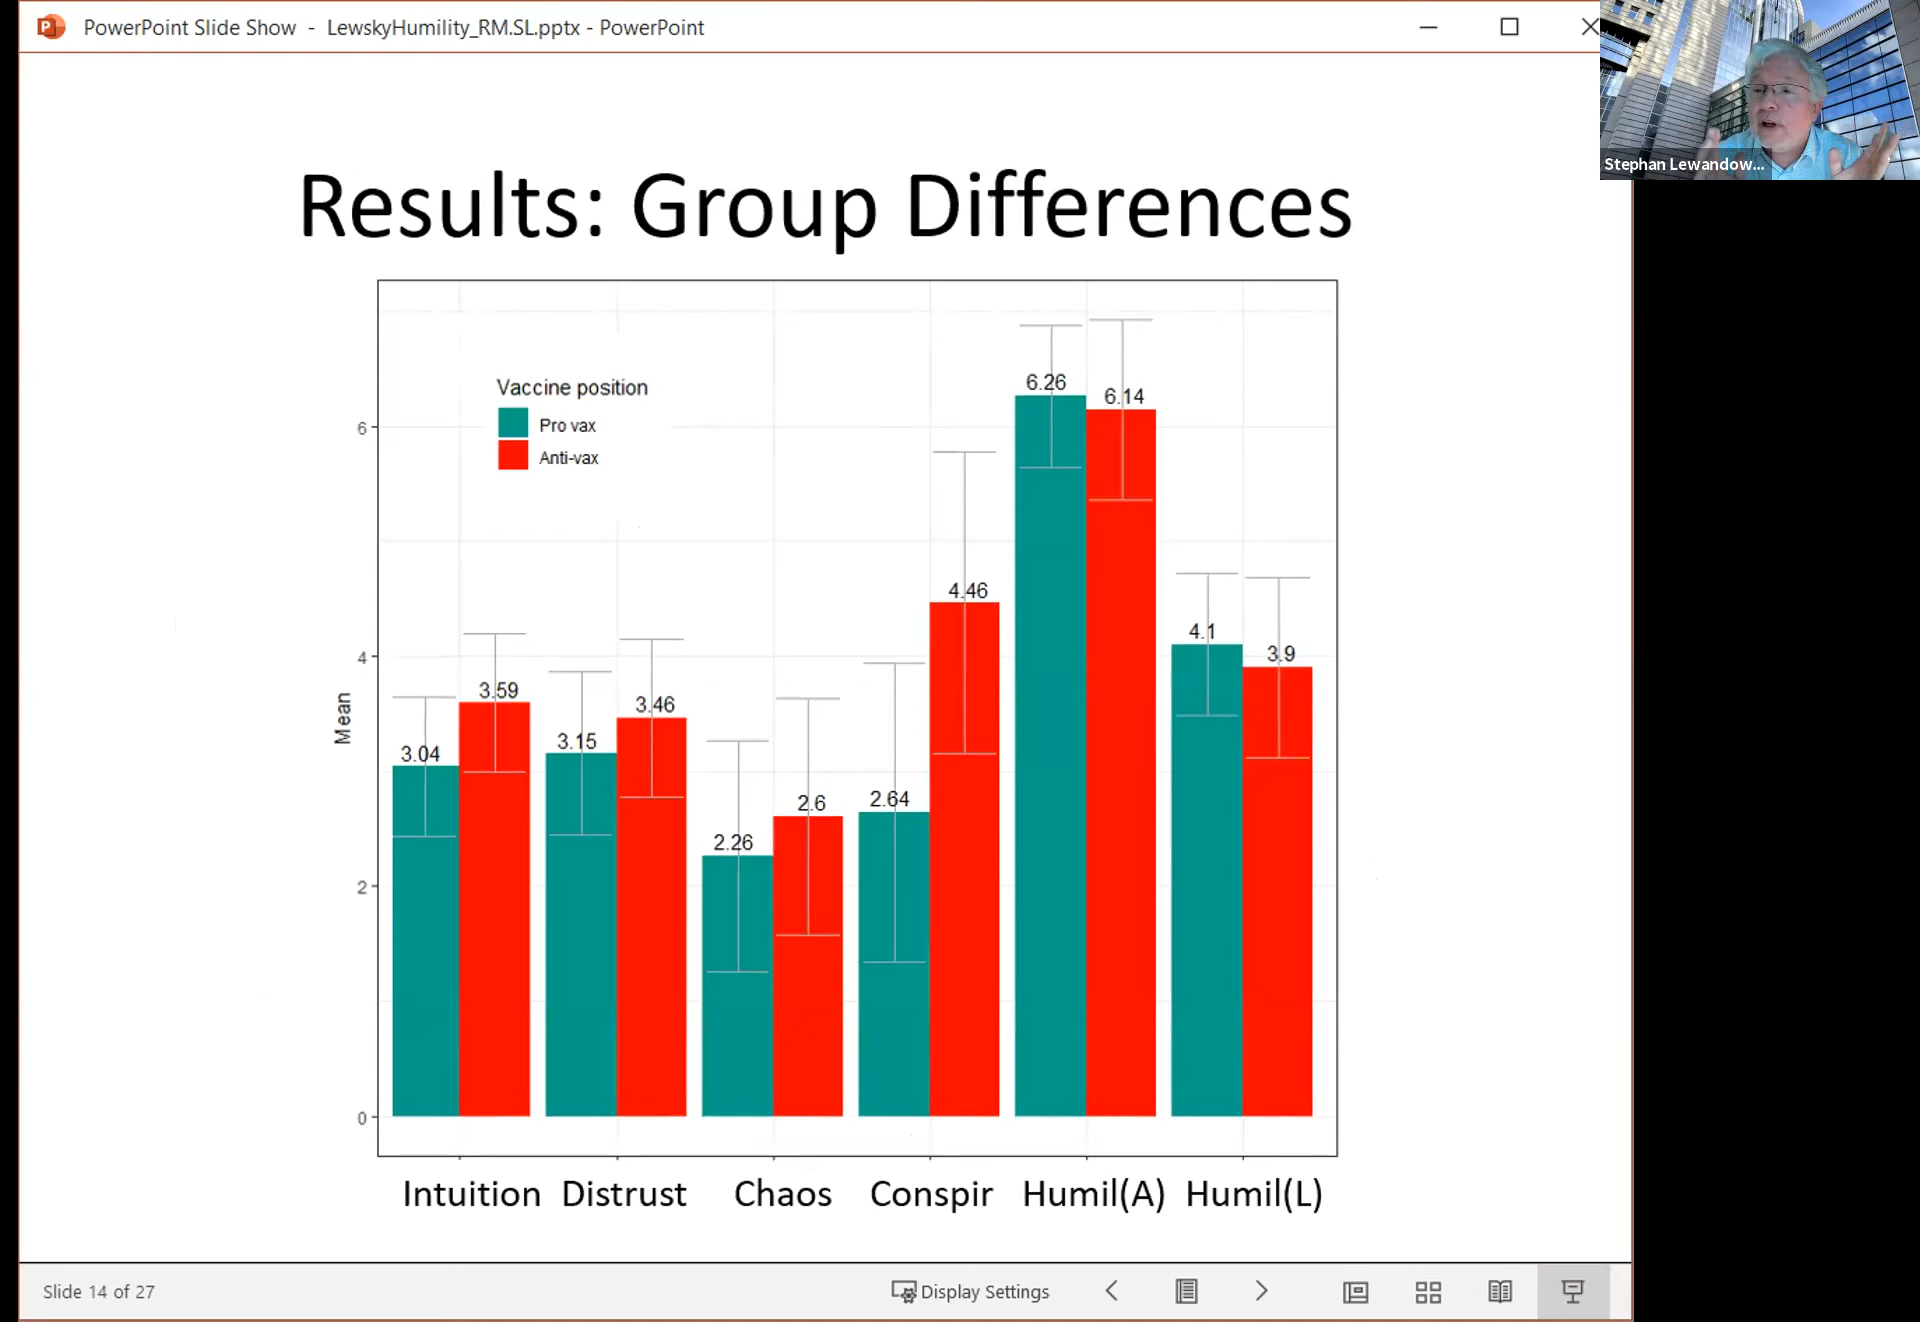 PowerPoint Slide Show - LewskyHumility_RM.SL.pptx - PowerPoint
Stephan Lewandow...
Results: Group Differences
Vaccine position
Pro vax
Anti-vax
6
4
2
0
Mean
3.04
3.59
3.15
3.46
2.26
2.6
2.64
4.46
6.26
6.14
4.1
3.9
Intuition Distrust Chaos Conspir Humil(A) Humil(L)
Slide 14 of 27
Display Settings